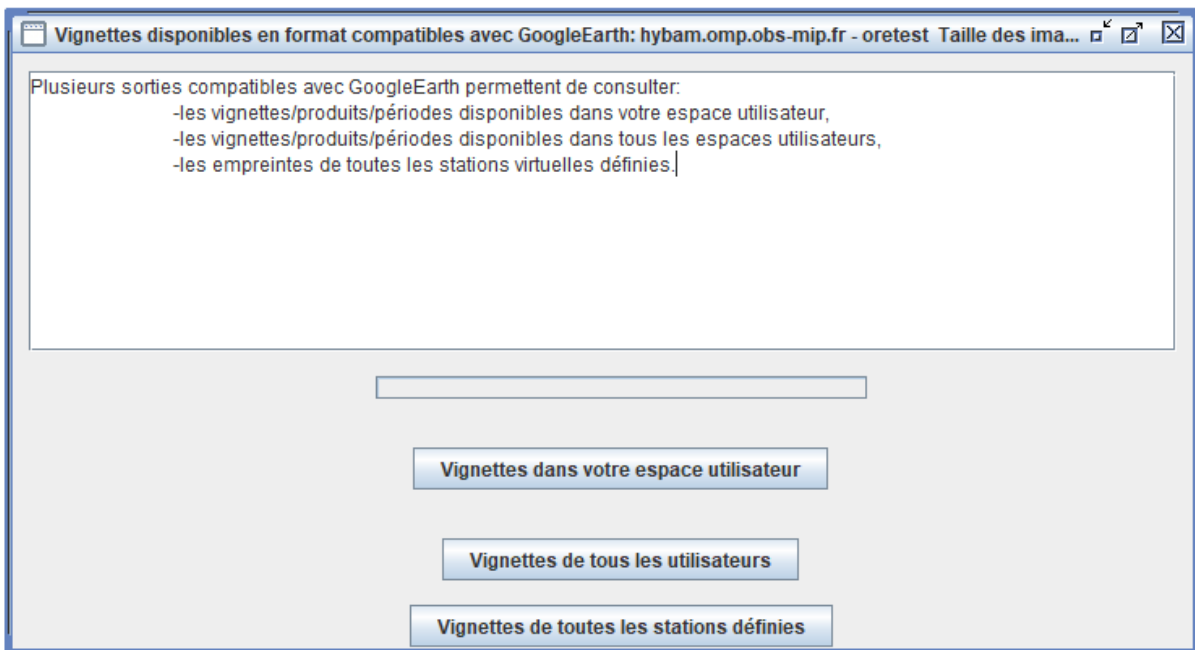 Vignettes disponibles en format compatibles avec GoogleEarth: hybam.omp.obs-mip.fr - oretest  Taille des ima...
Plusieurs sorties compatibles avec GoogleEarth permettent de consulter:
-les vignettes/produits/périodes disponibles dans votre espace utilisateur,
-les vignettes/produits/périodes disponibles dans tous les espaces utilisateurs,
-les empreintes de toutes les stations virtuelles définies.
Vignettes dans votre espace utilisateur
Vignettes de tous les utilisateurs
Vignettes de toutes les stations définies